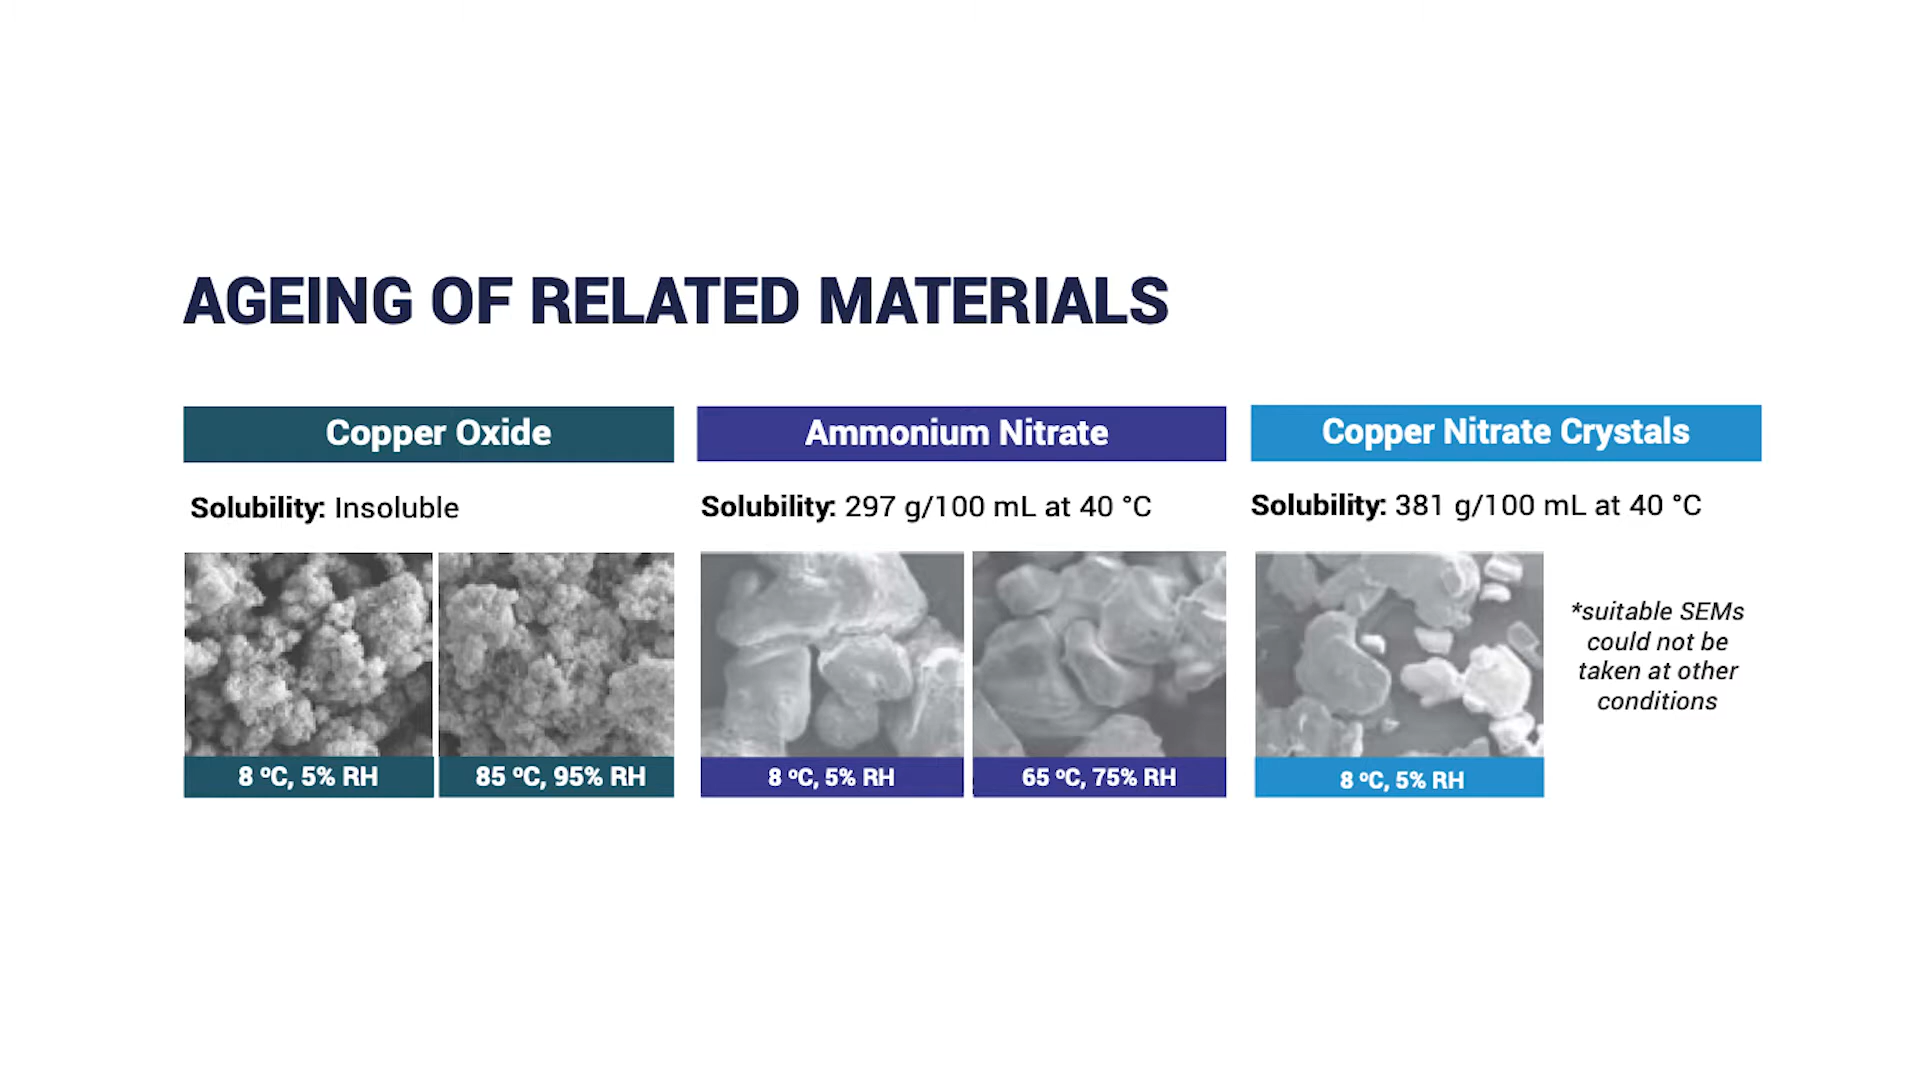 AGEING OF RELATED MATERIALS
Copper Oxide
Solubility: Insoluble
8 ºC, 5% RH
85 ºC, 95% RH
Ammonium Nitrate
Solubility: 297 g/100 mL at 40 °C
8 ºC, 5% RH
65 ºC, 75% RH
Copper Nitrate Crystals
Solubility: 381 g/100 mL at 40 °C
8 ºC, 5% RH
*suitable SEMs
could not be
taken at other
conditions